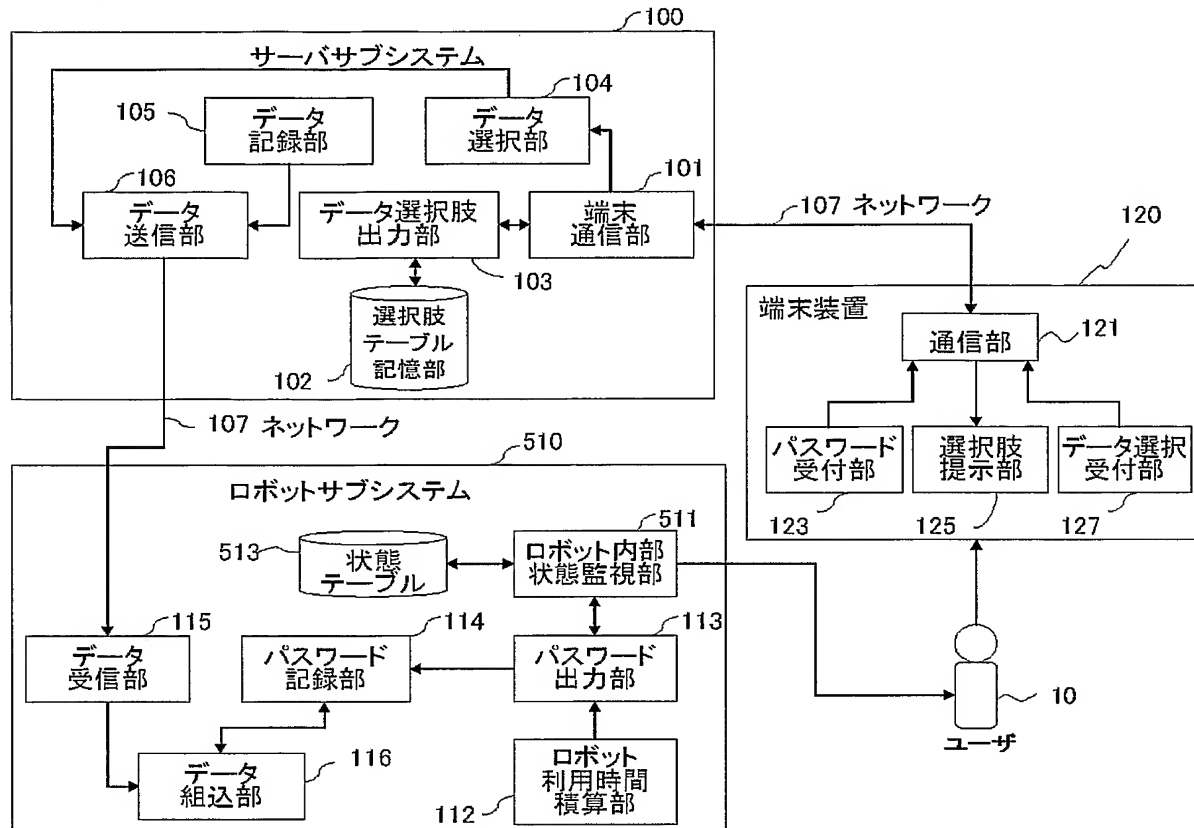 100
サーバサブシステム
104
105
データ
記録部
データ
選択部
106
101
データ
送信部
データ選択肢
出力部
端末
通信部
107 ネットワーク
103
120
選択肢
テーブル
記憶部
102
端末装置
通信部
121
107 ネットワーク
パスワード
受付部
選択肢
提示部
データ選択
受付部
123
125
127
510
ロボットサブシステム
511
513
状態
テーブル
ロボット内部
状態監視部
115
114
113
データ
受信部
パスワード
記録部
パスワード
出力部
10
ユーザ
データ
組込部
116
ロボット
利用時間
積算部
112